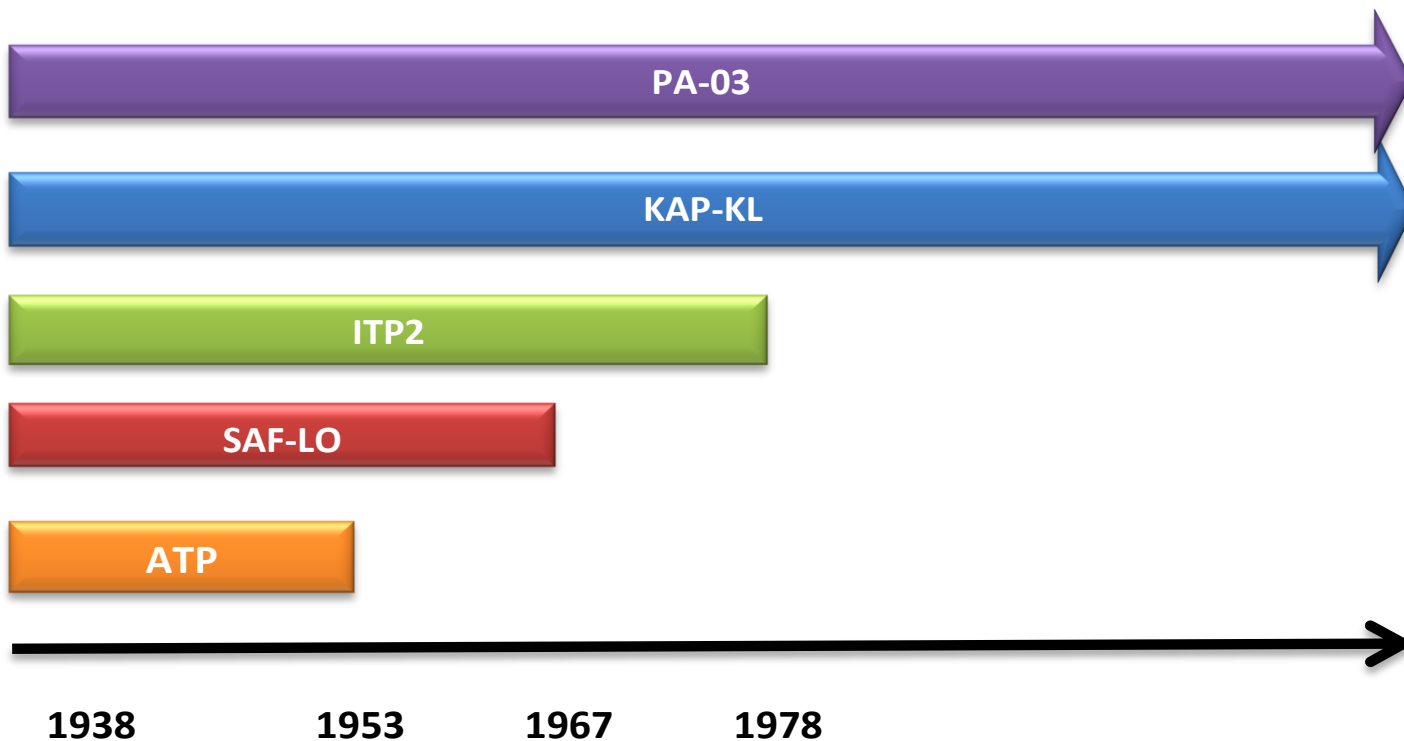 PA-03
KAP-KL
ITP2
SAF-LO
ATP
1938 1953 1967 1978